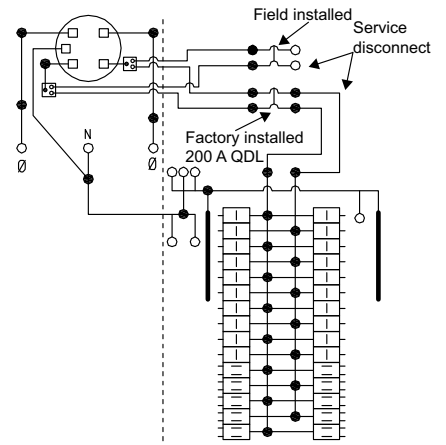 Field installed
Service
disconnect
Factory installed
200 A QDL
N
Ø
Ø